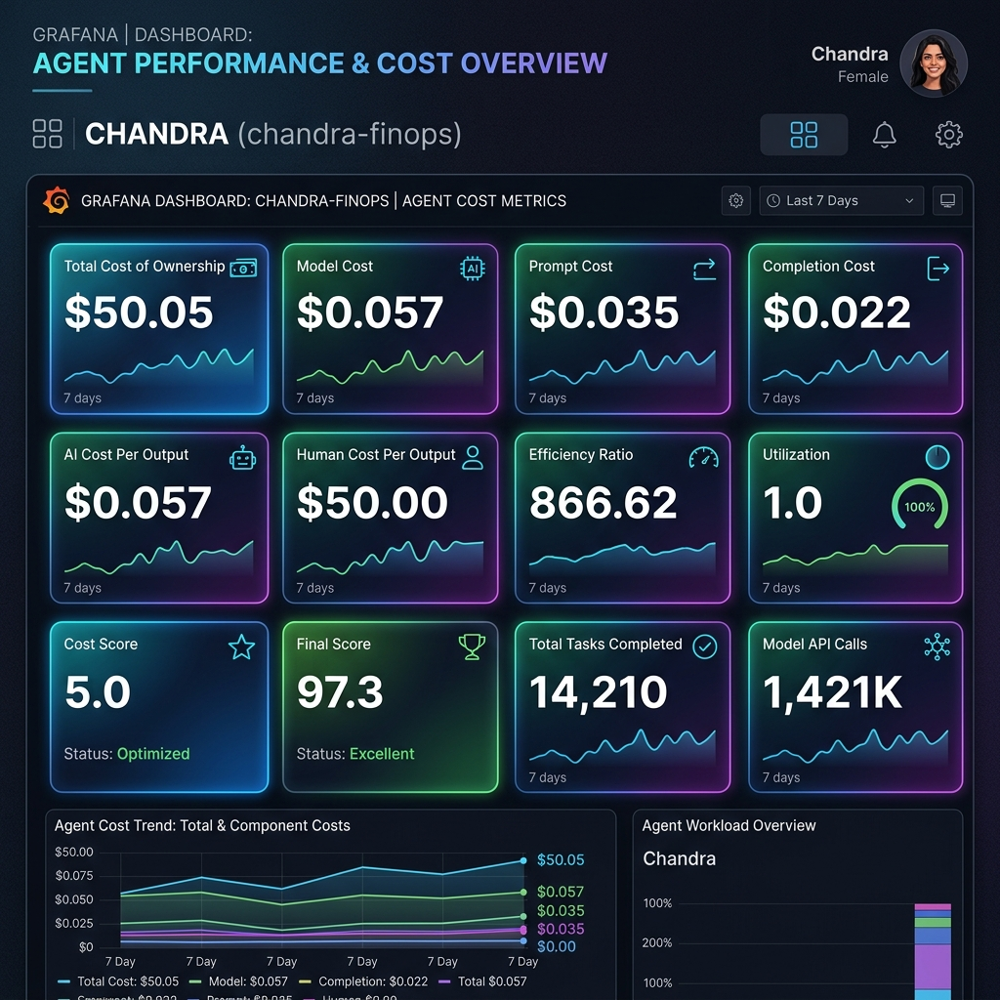 GRAFANA | DASHBOARD:
AGENT PERFORMANCE & COST OVERVIEW
Chandra
Female
CHANDRA (chandra-finops)
GRAFANA DASHBOARD: CHANDRA-FINOPS | AGENT COST METRICS
Last 7 Days
Total Cost of Ownership
$50.05
7 days
Model Cost
AI
$0.057
7 days
Prompt Cost
$0.035
7 days
Completion Cost
$0.022
7 days
AI Cost Per Output
$0.057
7 days
Human Cost Per Output
$50.00
7 days
Efficiency Ratio
866.62
7 days
Utilization
1.0
100%
7 days
Cost Score
5.0
Status: Optimized
Final Score
97.3
Status: Excellent
Total Tasks Completed
14,210
7 days
Model API Calls
1,421K
7 days
Agent Cost Trend: Total & Component Costs
$50.00
$0.075
$0.050
$0.025
$0
$50.05
$0.057
$0.035
$0.035
$0.00
7 Day 7 Day 7 Day 7 Day 7 Day 7 Day
Total Cost: $50.05 Model: $0.057 Completion: $0.022 Total $0.057
Agent Workload Overview
Chandra
100%
200%
100%